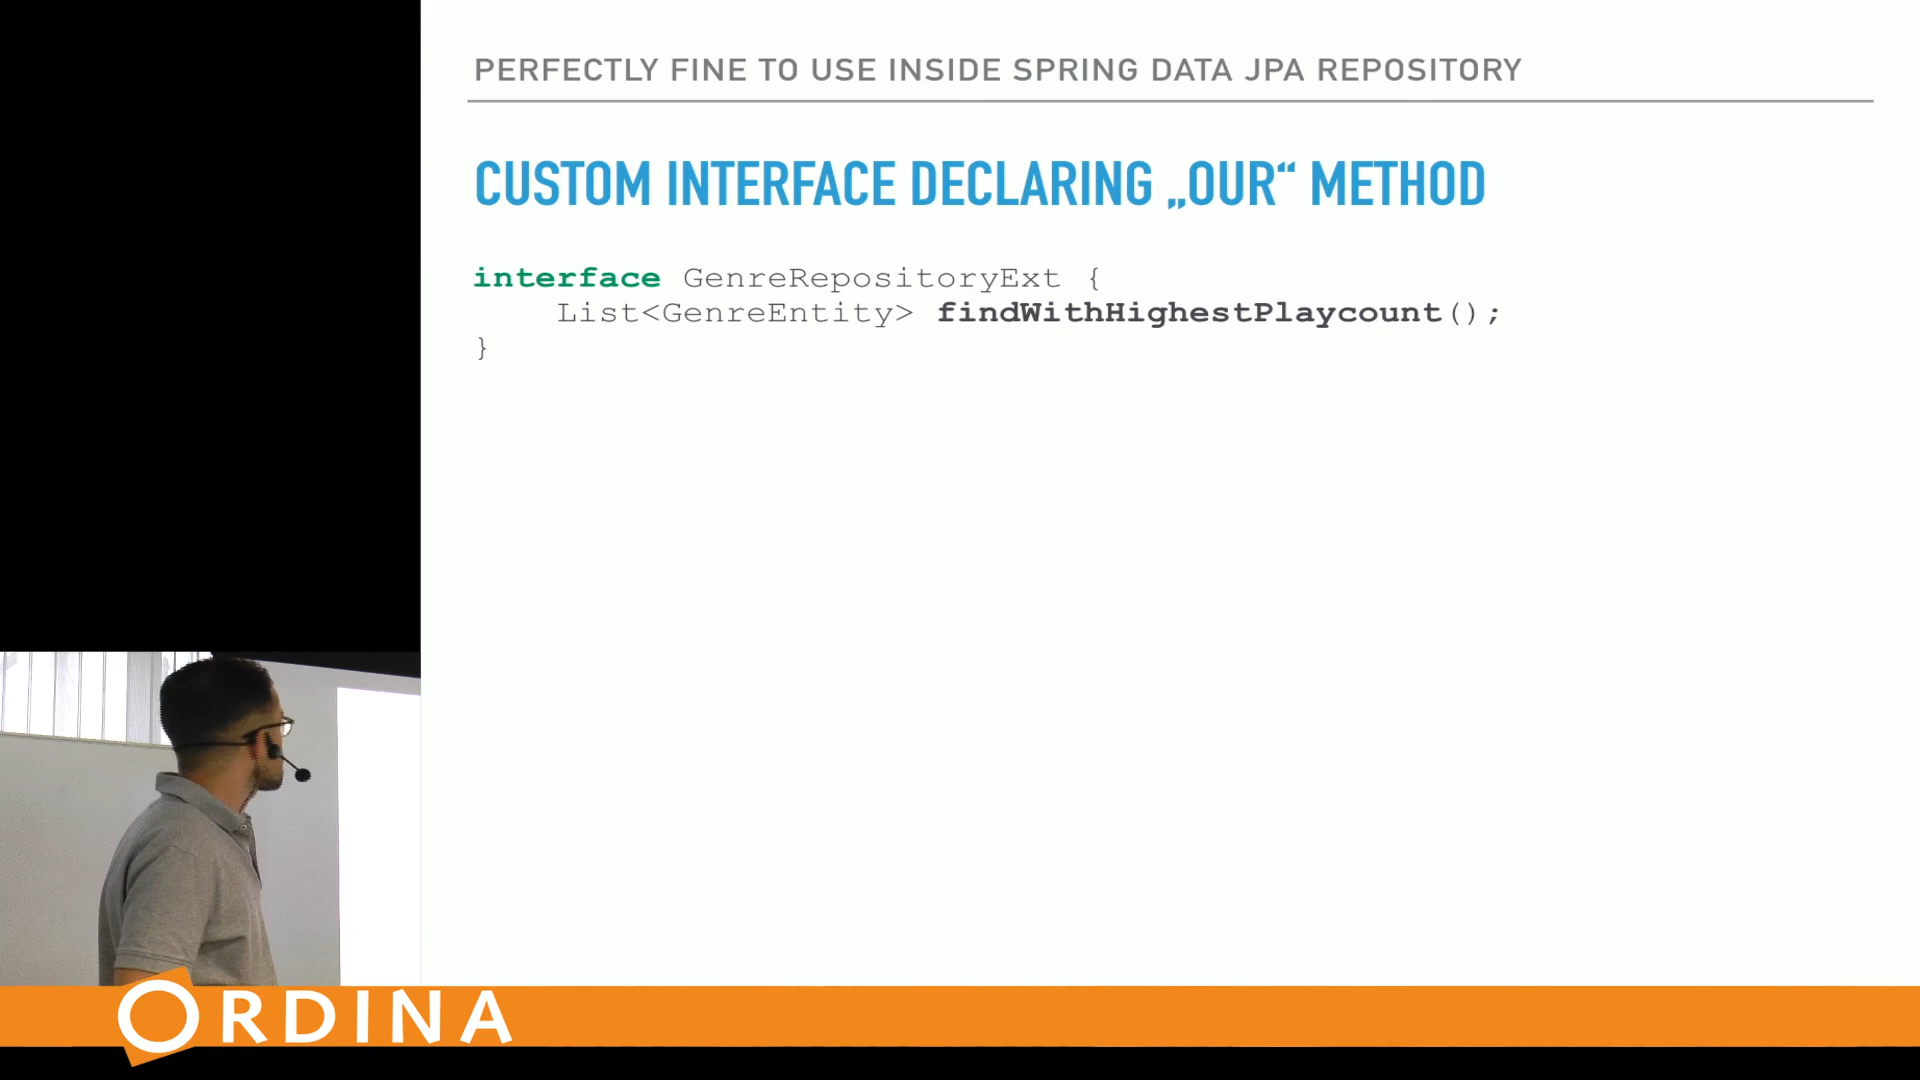 PERFECTLY FINE TO USE INSIDE SPRING DATA JPA REPOSITORY
CUSTOM INTERFACE DECLARING „OUR“ METHOD
interface GenreRepositoryExt {
    List<GenreEntity> findWithHighestPlaycount();
}
ORDINA